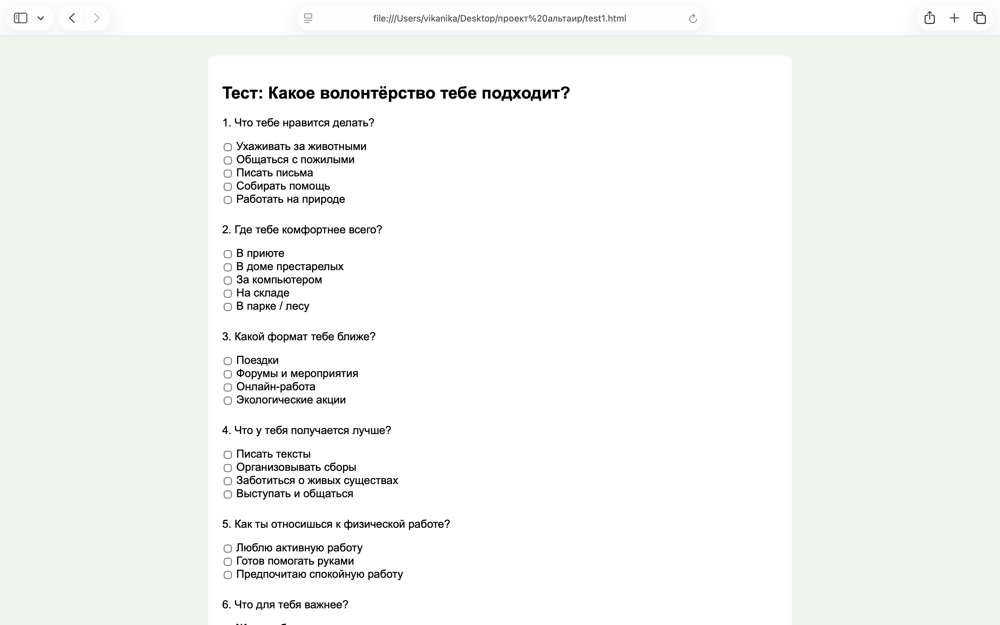 file:///Users/vikanika/Desktop/проект%20альтаир/test1.html
Тест: Какое волонтёрство тебе подходит?
1. Что тебе нравится делать?
Ухаживать за животными
Общаться с пожилыми
Писать письма
Собирать помощь
Работать на природе
2. Где тебе комфортнее всего?
В приюте
В доме престарелых
За компьютером
На складе
В парке / лесу
3. Какой формат тебе ближе?
Поездки
Форумы и мероприятия
Онлайн-работа
Экологические акции
4. Что у тебя получается лучше?
Писать тексты
Организовывать сборы
Заботиться о живых существах
Выступать и общаться
5. Как ты относишься к физической работе?
Люблю активную работу
Готов помогать руками
Предпочитаю спокойную работу
6. Что для тебя важнее?